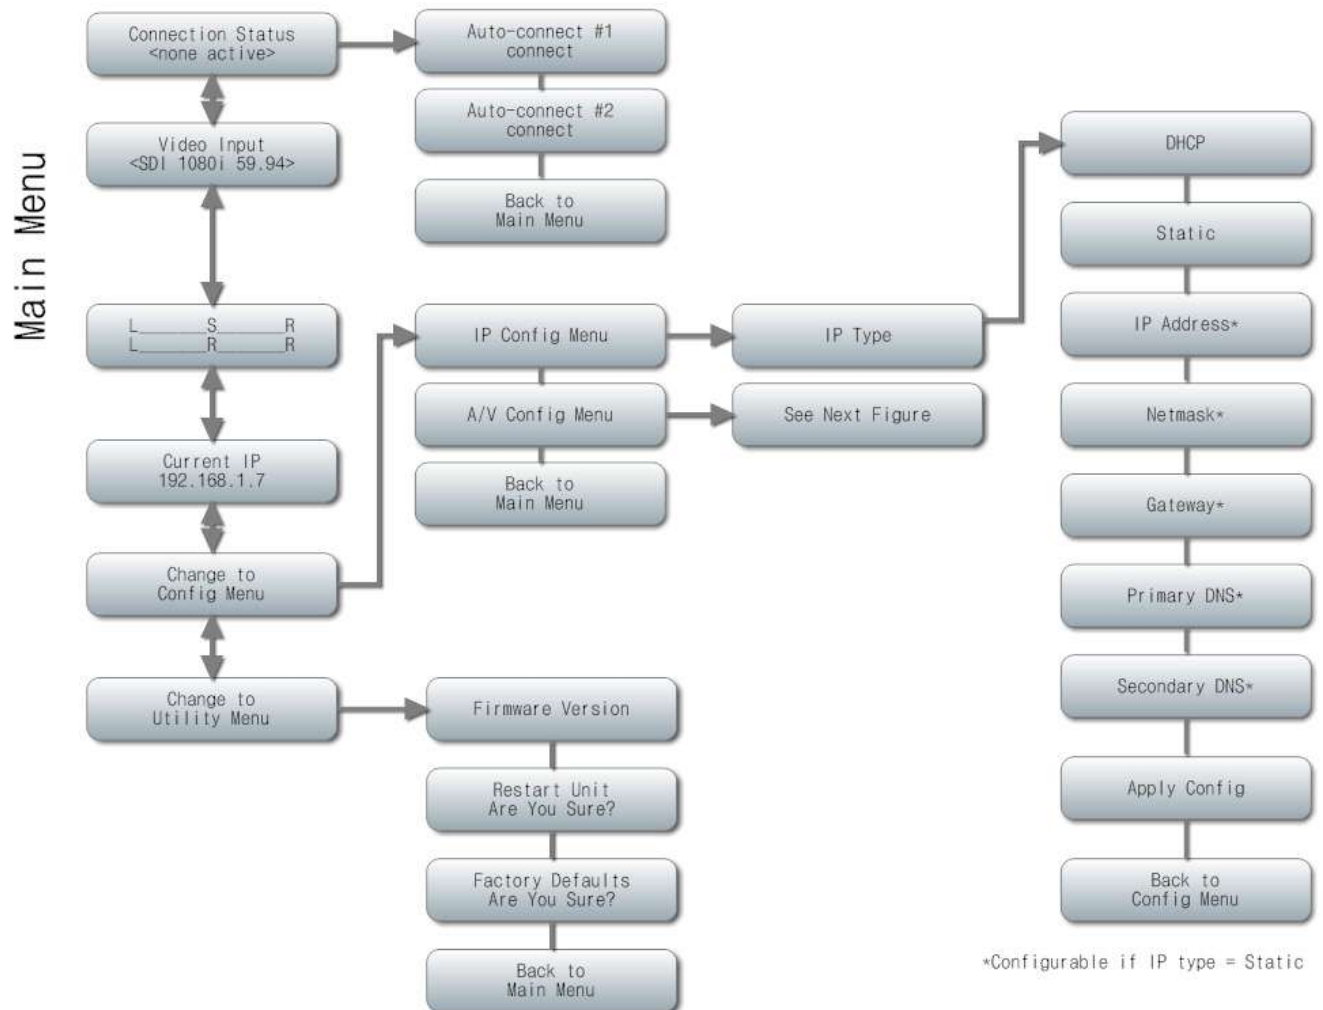 Main Menu
Connection Status
<none active>
Video Input
<SDI 1080i 59.94>
L______S______R
L______R______R
Current IP
192.168.1.7
Change to
Config Menu
Change to
Utility Menu
Auto-connect #1
connect
Auto-connect #2
connect
Back to
Main Menu
IP Config Menu
A/V Config Menu
Back to
Main Menu
Firmware Version
Restart Unit
Are You Sure?
Factory Defaults
Are You Sure?
Back to
Main Menu
IP Type
See Next Figure
DHCP
Static
IP Address*
Netmask*
Gateway*
Primary DNS*
Secondary DNS*
Apply Config
Back to
Config Menu
*Configurable if IP type = Static